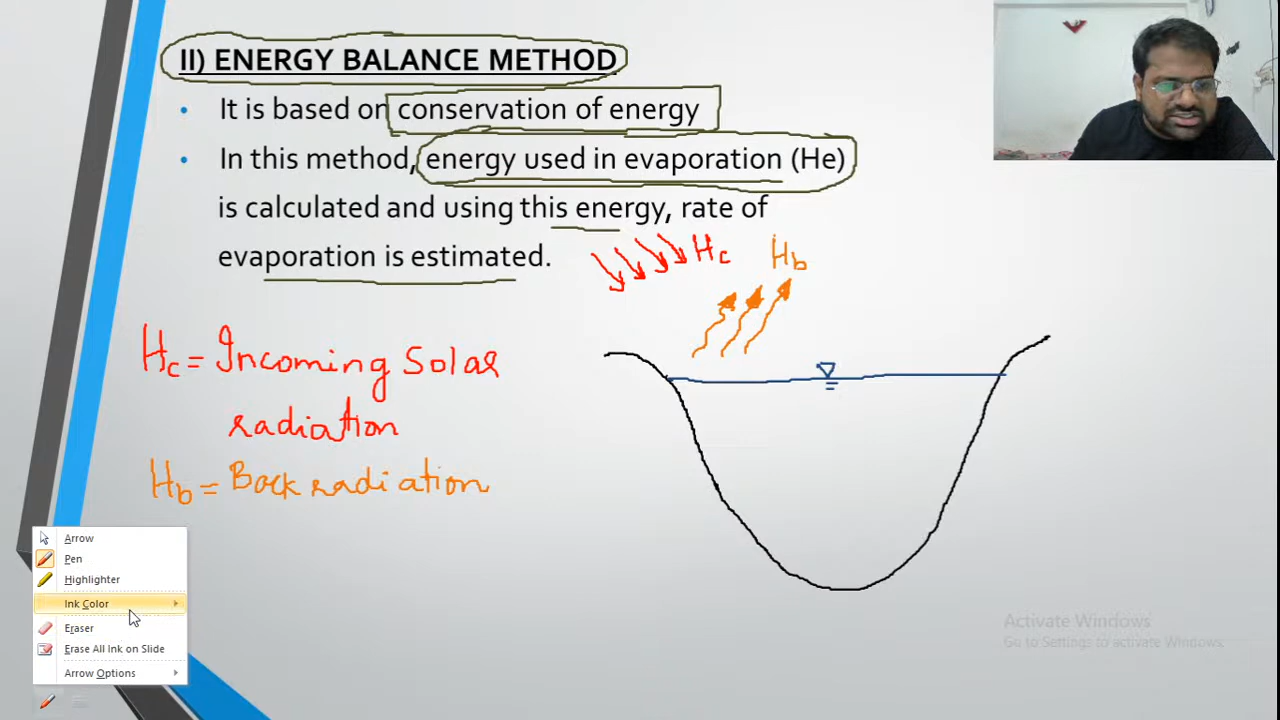 II) ENERGY BALANCE METHOD
• It is based on conservation of energy
• In this method, energy used in evaporation (He)
is calculated and using this energy, rate of
evaporation is estimated.
Hc
Hb
Hc = Incoming Solar
radiation
Hb = Back radiation
Arrow
Pen
Highlighter
Ink Color
Eraser
Erase All Ink on Slide
Arrow Options
Activate Windows
Go to Settings to activate Windows.